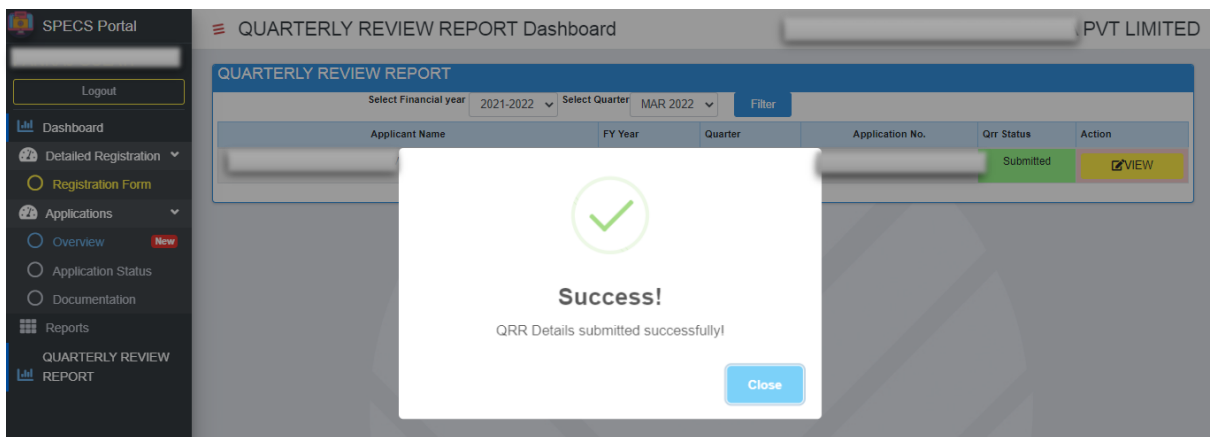 SPECS Portal
QUARTERLY REVIEW REPORT Dashboard
PVT LIMITED
Logout
Dashboard
Detailed Registration
Registration Form
Applications
Overview
New
Application Status
Documentation
Reports
QUARTERLY REVIEW
REPORT
QUARTERLY REVIEW REPORT
Select Financial year 2021-2022 Select Quarter MAR 2022 Filter
Applicant Name FY Year Quarter Application No. Qrr Status Action
Submitted VIEW
Success!
QRR Details submitted successfully!
Close